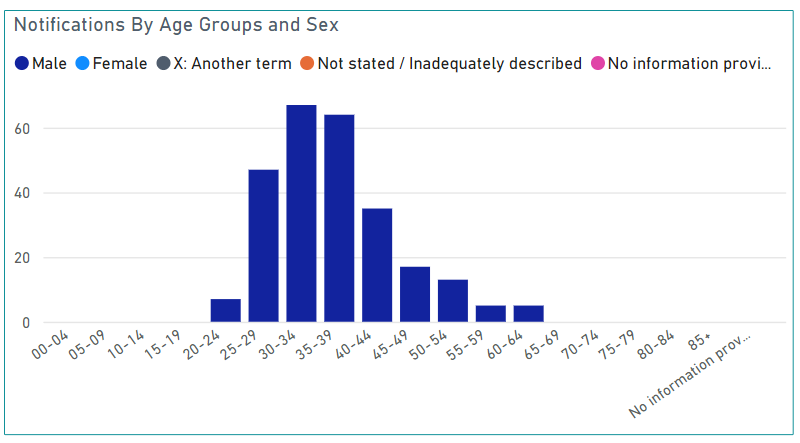 Notifications By Age Groups and Sex
Male Female X: Another term Not stated / Inadequately described No information provi...
60
40
20
0
00-04 05-09 10-14 15-19 20-24 25-29 30-34 35-39 40-44 45-49 50-54 55-59 60-64 65-69 70-74 75-79 80-84 85+ No information prov...